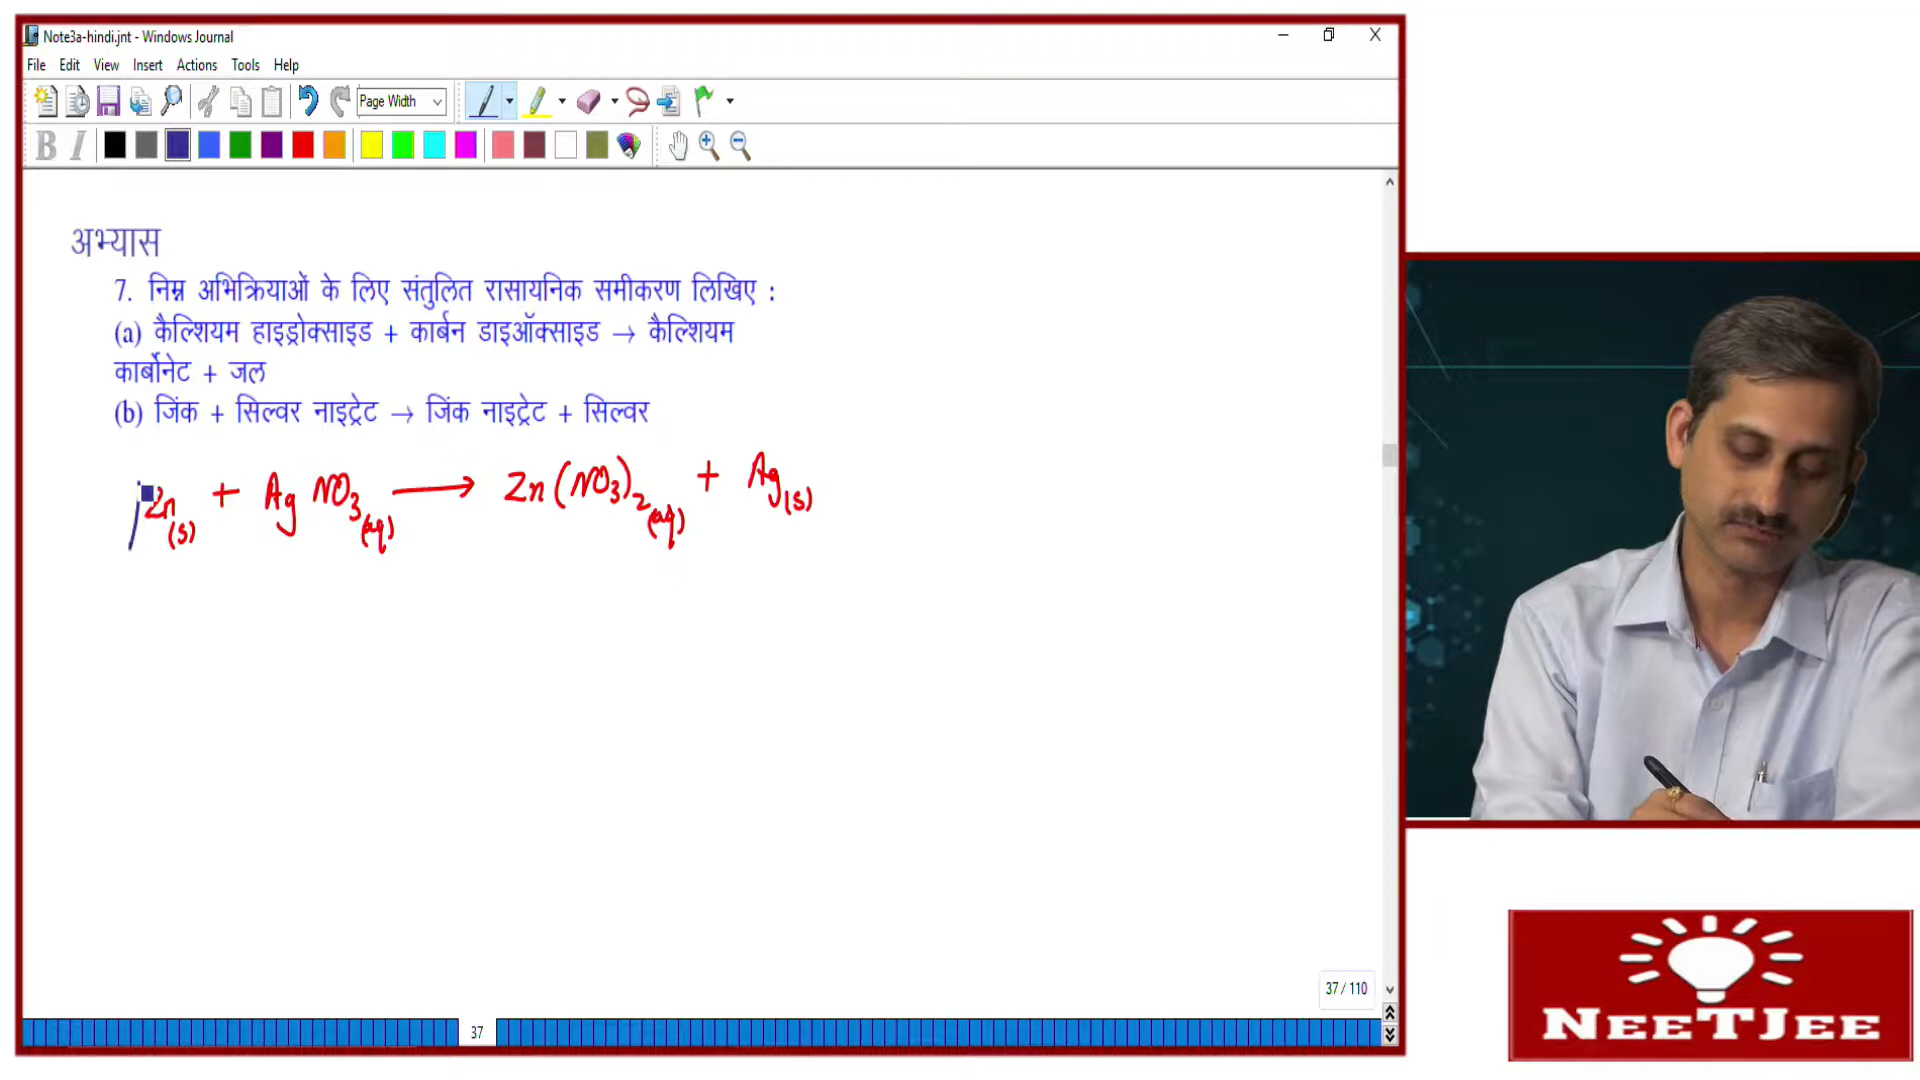 Note3a-hindi.jnt - Windows Journal
File Edit View Insert Actions Tools Help
Page Width
B I
अभ्यास
7. निम्न अभिक्रियाओं के लिए संतुलित रासायनिक समीकरण लिखिए :
(a) कैल्शियम हाइड्रोक्साइड + कार्बन डाइऑक्साइड → कैल्शियम
कार्बोनेट + जल
(b) जिंक + सिल्वर नाइट्रेट → जिंक नाइट्रेट + सिल्वर
Zn(s) + AgNO3(aq) → Zn(NO3)2(aq) + Ag(s)
37 / 110
37
NEETJEE